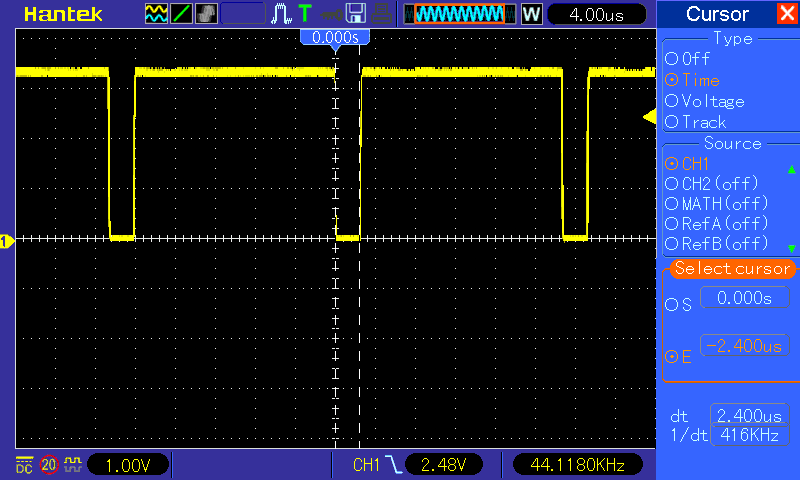 Hantek T W 4.00us Cursor
0.000s
Type
Off
Time
Voltage
Track
Source
CH1
CH2(off)
MATH(off)
RefA(off)
RefB(off)
Select cursor
S 0.000s
E -2.400us
dt 2.400us
1/dt 416KHz
1
DC 20 1.00V CH1 2.48V 44.1180KHz